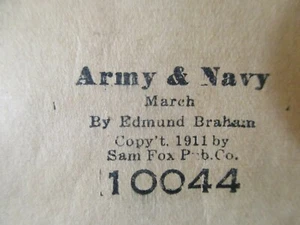 Army & Navy
March
By Edmund Braham
Copy't. 1911 by
Sam Fox Pub. Co.
10044